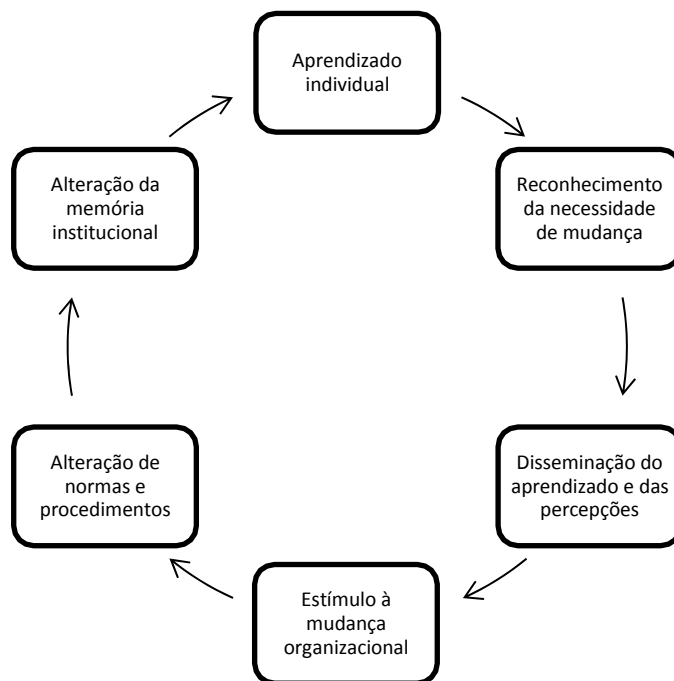 Aprendizado
individual
Reconhecimento
da necessidade
de mudança
Disseminação do
aprendizado e das
percepções
Estímulo à
mudança
organizacional
Alteração de
normas e
procedimentos
Alteração da
memória
institucional